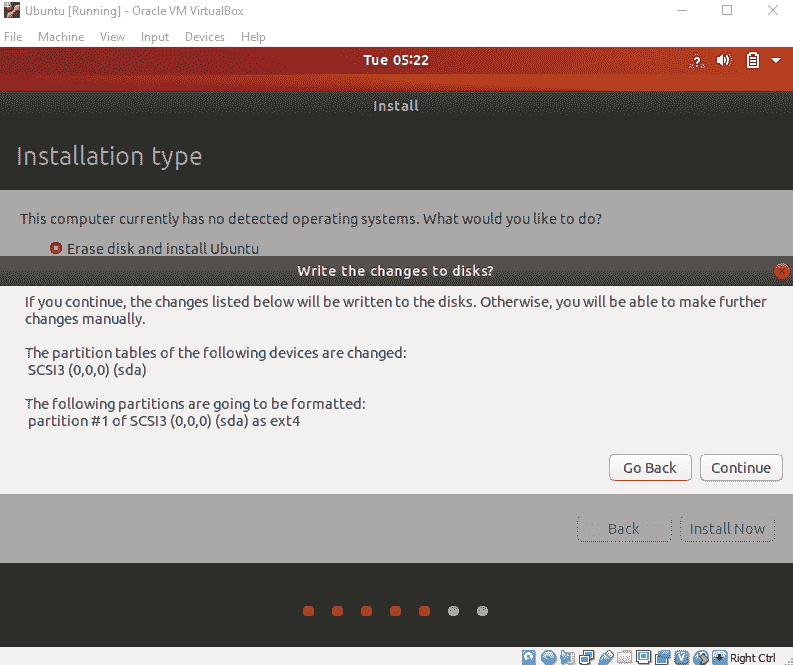 Ubuntu [Running] - Oracle VM VirtualBox
File Machine View Input Devices Help
Tue 05:22
Install
Installation type
This computer currently has no detected operating systems. What would you like to do?
Erase disk and install Ubuntu
Write the changes to disks?
If you continue, the changes listed below will be written to the disks. Otherwise, you will be able to make further
changes manually.
The partition tables of the following devices are changed:
SCSI3 (0,0,0) (sda)
The following partitions are going to be formatted:
partition #1 of SCSI3 (0,0,0) (sda) as ext4
Go Back Continue
Back Install Now
Right Ctrl